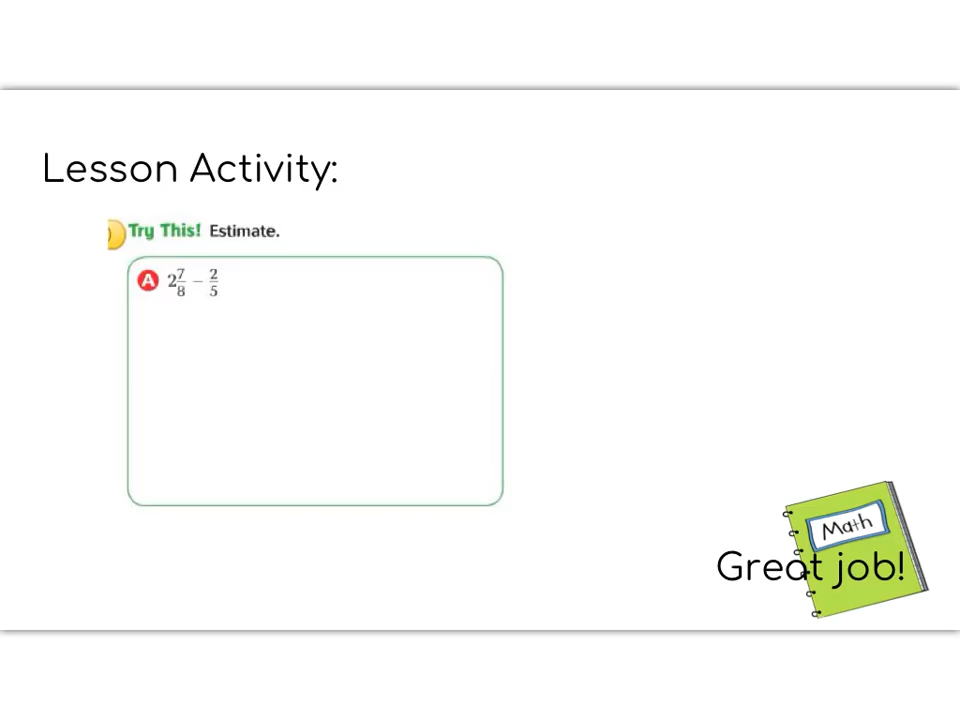 Lesson Activity:
Try This! Estimate.
A 2 7/8 − 2/5
Math
Great job!